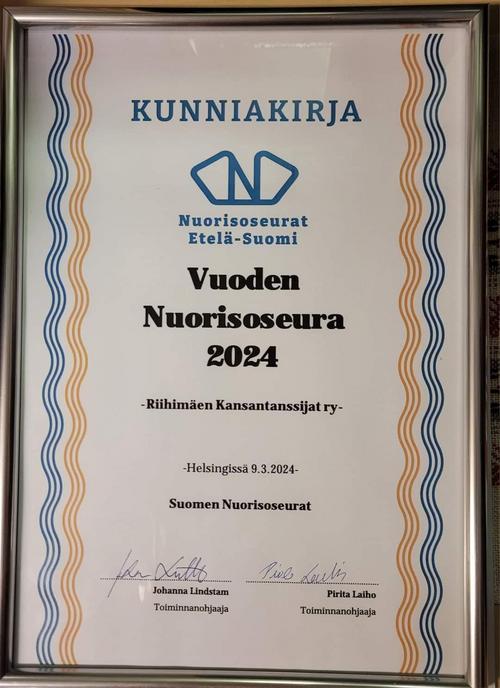 KUNNIAKIRJA
N
Nuorisoseurat
Etelä-Suomi
Vuoden
Nuorisoseura
2024
-Riihimäen Kansantanssijat ry-
-Helsingissä 9.3.2024-
Suomen Nuorisoseurat
Johanna Lindstam
Toiminnanohjaaja
Pirita Laiho
Toiminnanohjaaja